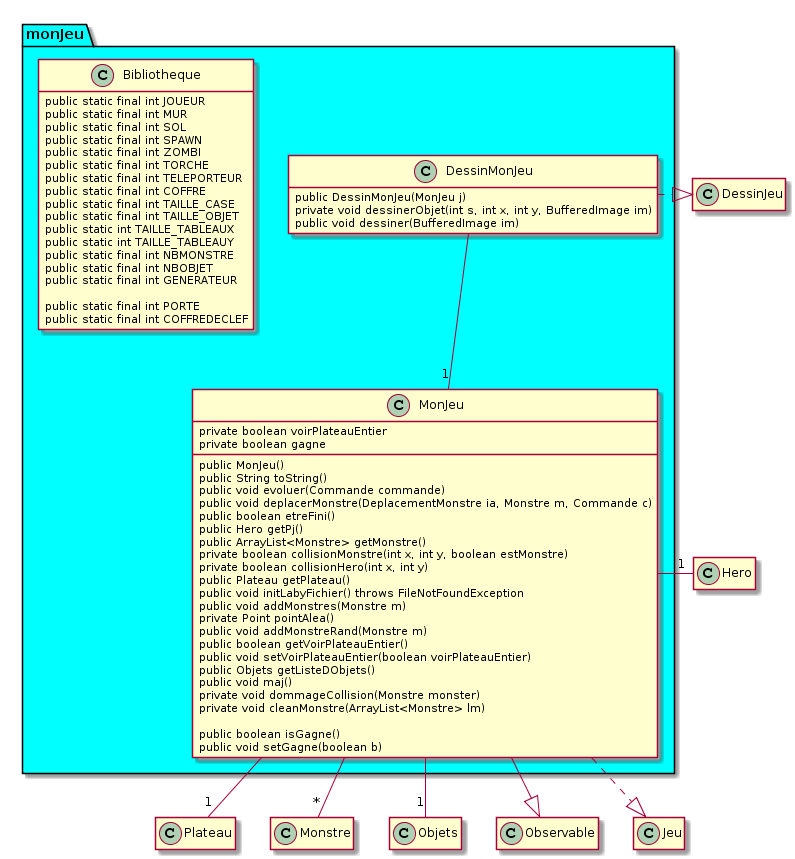 monJeu
C Bibliotheque
public static final int JOUEUR
public static final int MUR
public static final int SOL
public static final int SPAWN
public static final int ZOMBI
public static final int TORCHE
public static final int TELEPORTEUR
public static final int COFFRE
public static final int TAILLE_CASE
public static final int TAILLE_OBJET
public static int TAILLE_TABLEAUX
public static int TAILLE_TABLEAUY
public static final int NBMONSTRE
public static final int NBOBJET
public static final int GENERATEUR
public static final int PORTE
public static final int COFFREDECLEF
C DessinMonJeu
public DessinMonJeu(MonJeu j)
private void dessinerObjet(int s, int x, int y, BufferedImage im)
public void dessiner(BufferedImage im)
C DessinJeu
1
C MonJeu
private boolean voirPlateauEntier
private boolean gagne
public MonJeu()
public String toString()
public void evoluer(Commande commande)
public void deplacerMonstre(DeplacementMonstre ia, Monstre m, Commande c)
public boolean etreFini()
public Hero getPj()
public ArrayList<Monstre> getMonstre()
private boolean collisionMonstre(int x, int y, boolean estMonstre)
private boolean collisionHero(int x, int y)
public Plateau getPlateau()
public void initLabyFichier() throws FileNotFoundException
public void addMonstres(Monstre m)
private Point pointAlea()
public void addMonstreRand(Monstre m)
public boolean getVoirPlateauEntier()
public void setVoirPlateauEntier(boolean voirPlateauEntier)
public Objets getListeDObjets()
public void maj()
private void dommageCollision(Monstre monster)
private void cleanMonstre(ArrayList<Monstre> lm)
public boolean isGagne()
public void setGagne(boolean b)
1
C Hero
1
*
1
C Plateau
C Monstre
C Objets
C Observable
C Jeu